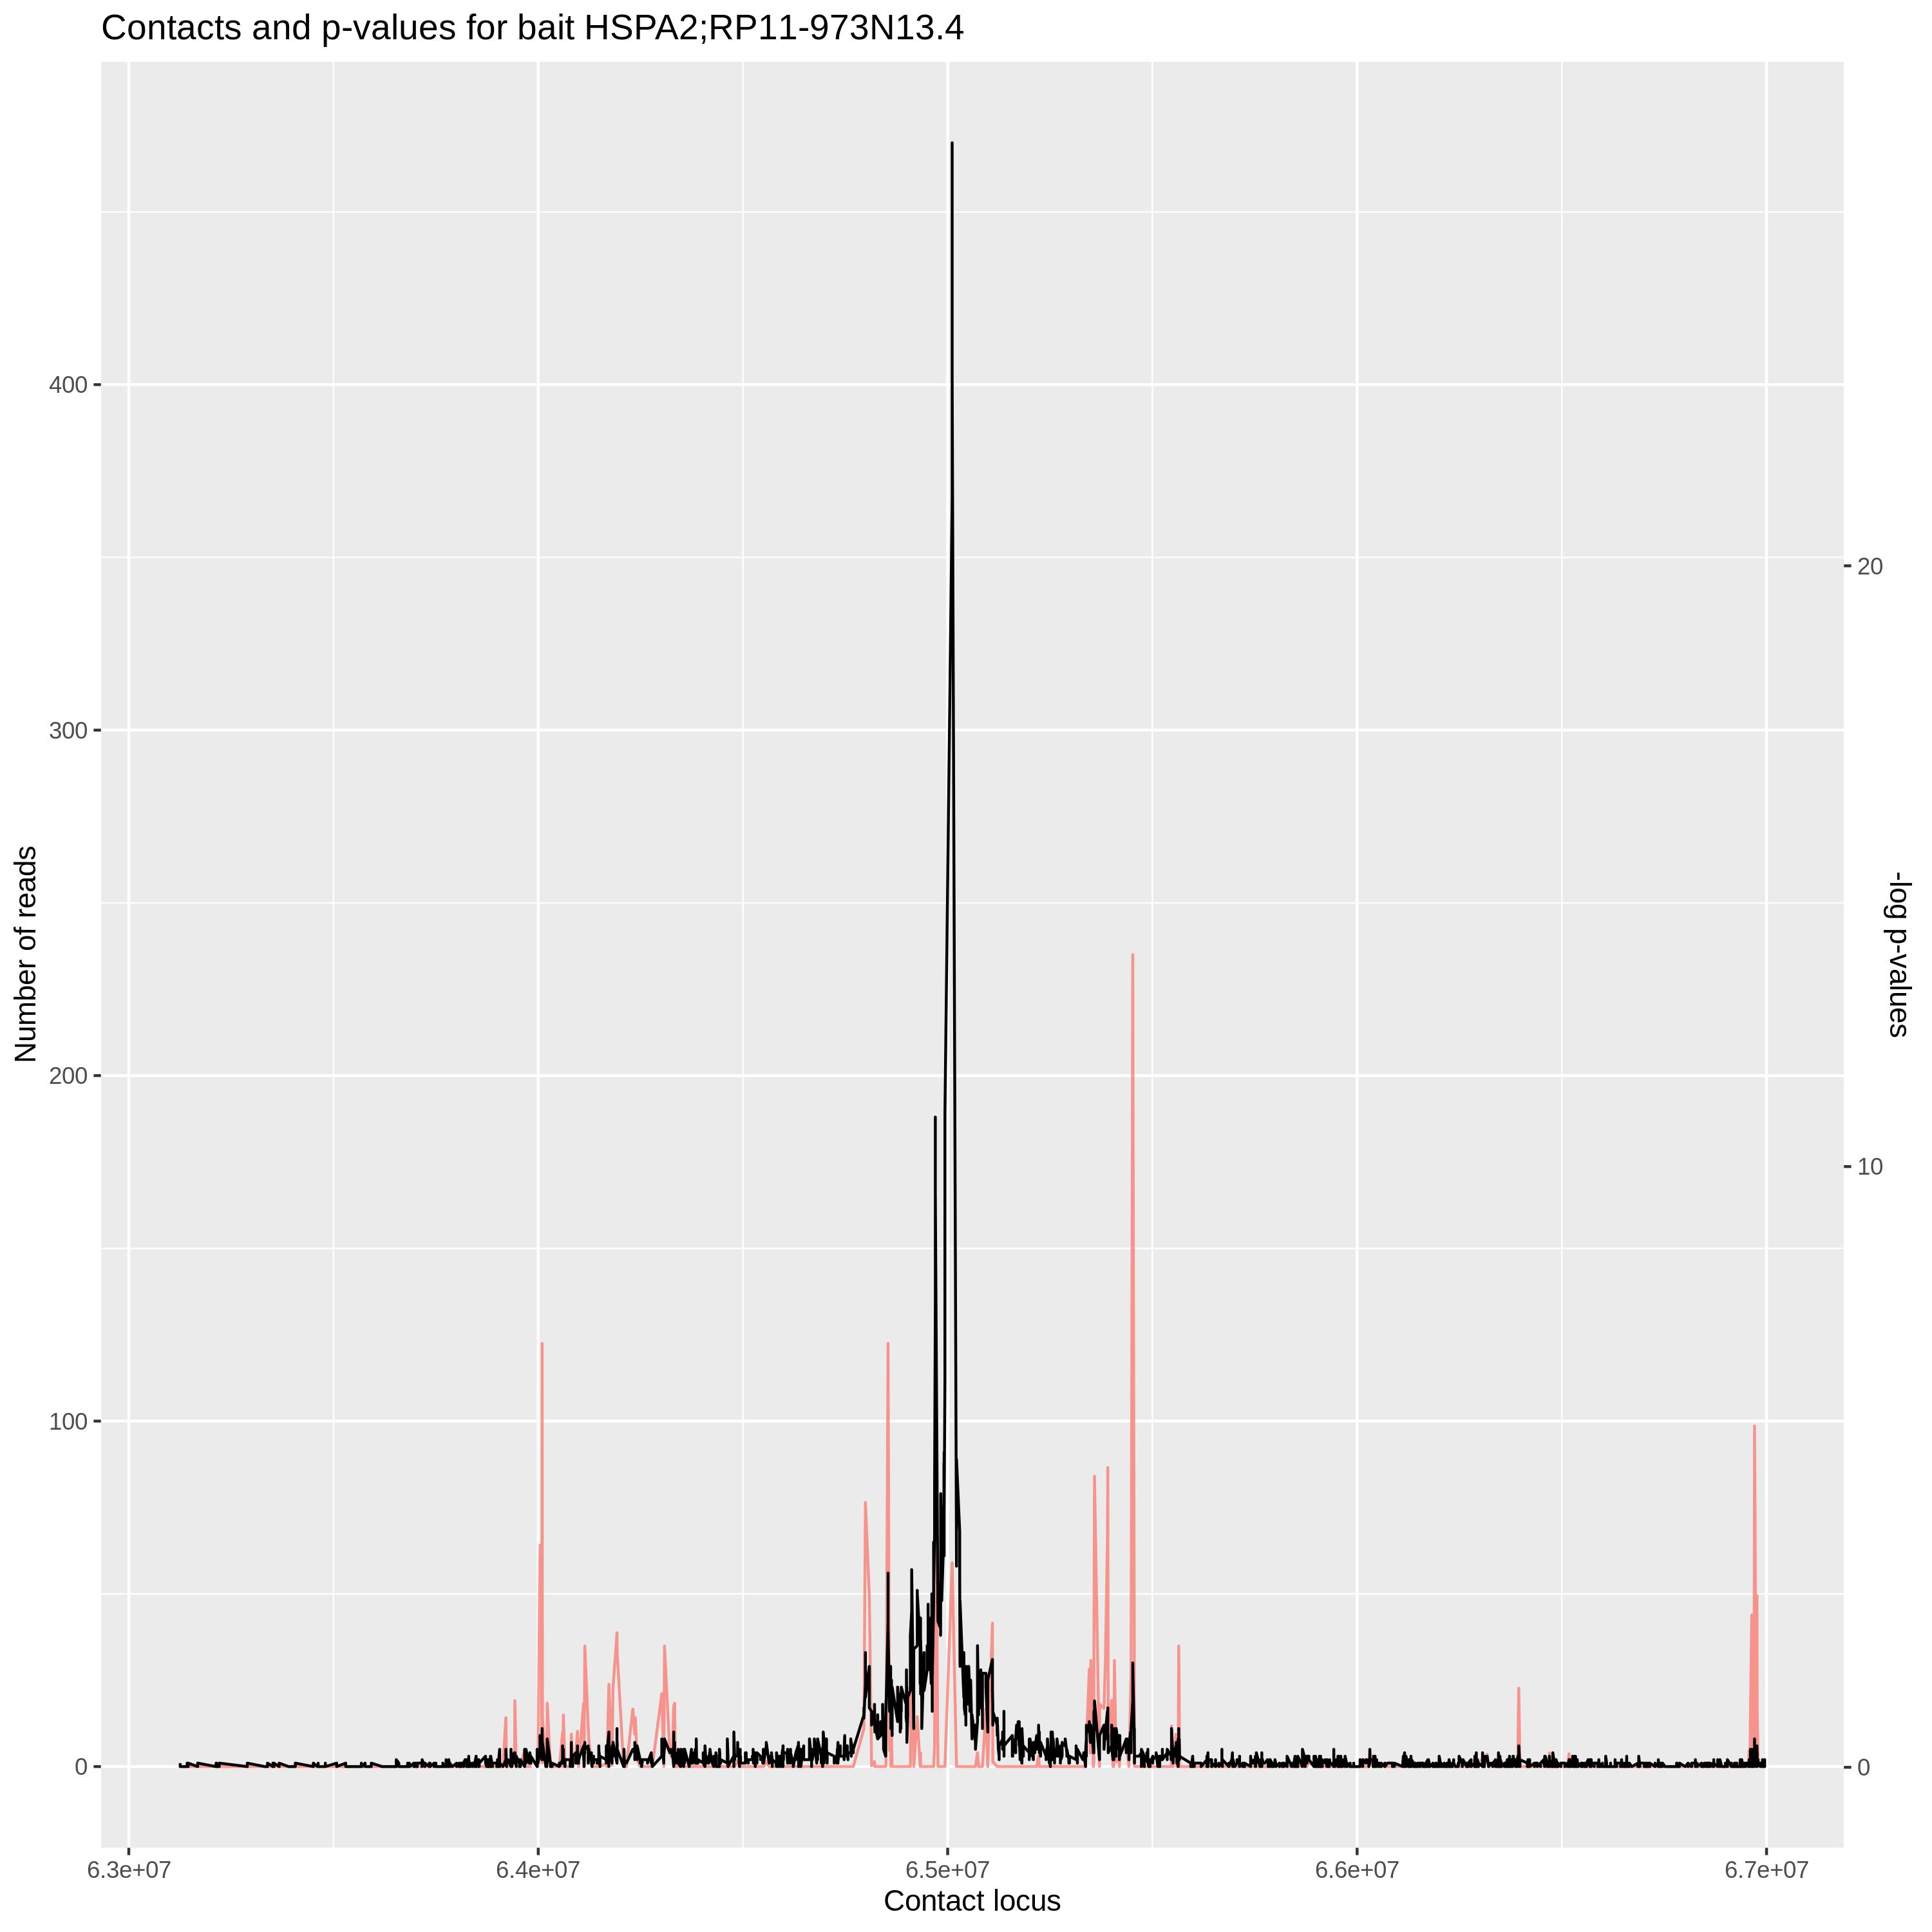 Contacts and p-values for bait HSPA2;RP11-973N13.4
400
300
200
100
0
20
10
0
Number of reads
-log p-values
6.3e+07
6.4e+07
6.5e+07
6.6e+07
6.7e+07
Contact locus